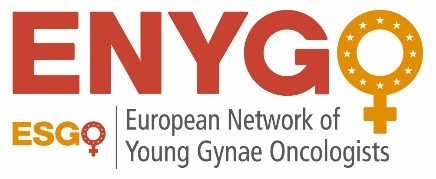 ENYGO
ESGO
European Network of
Young Gynae Oncologists